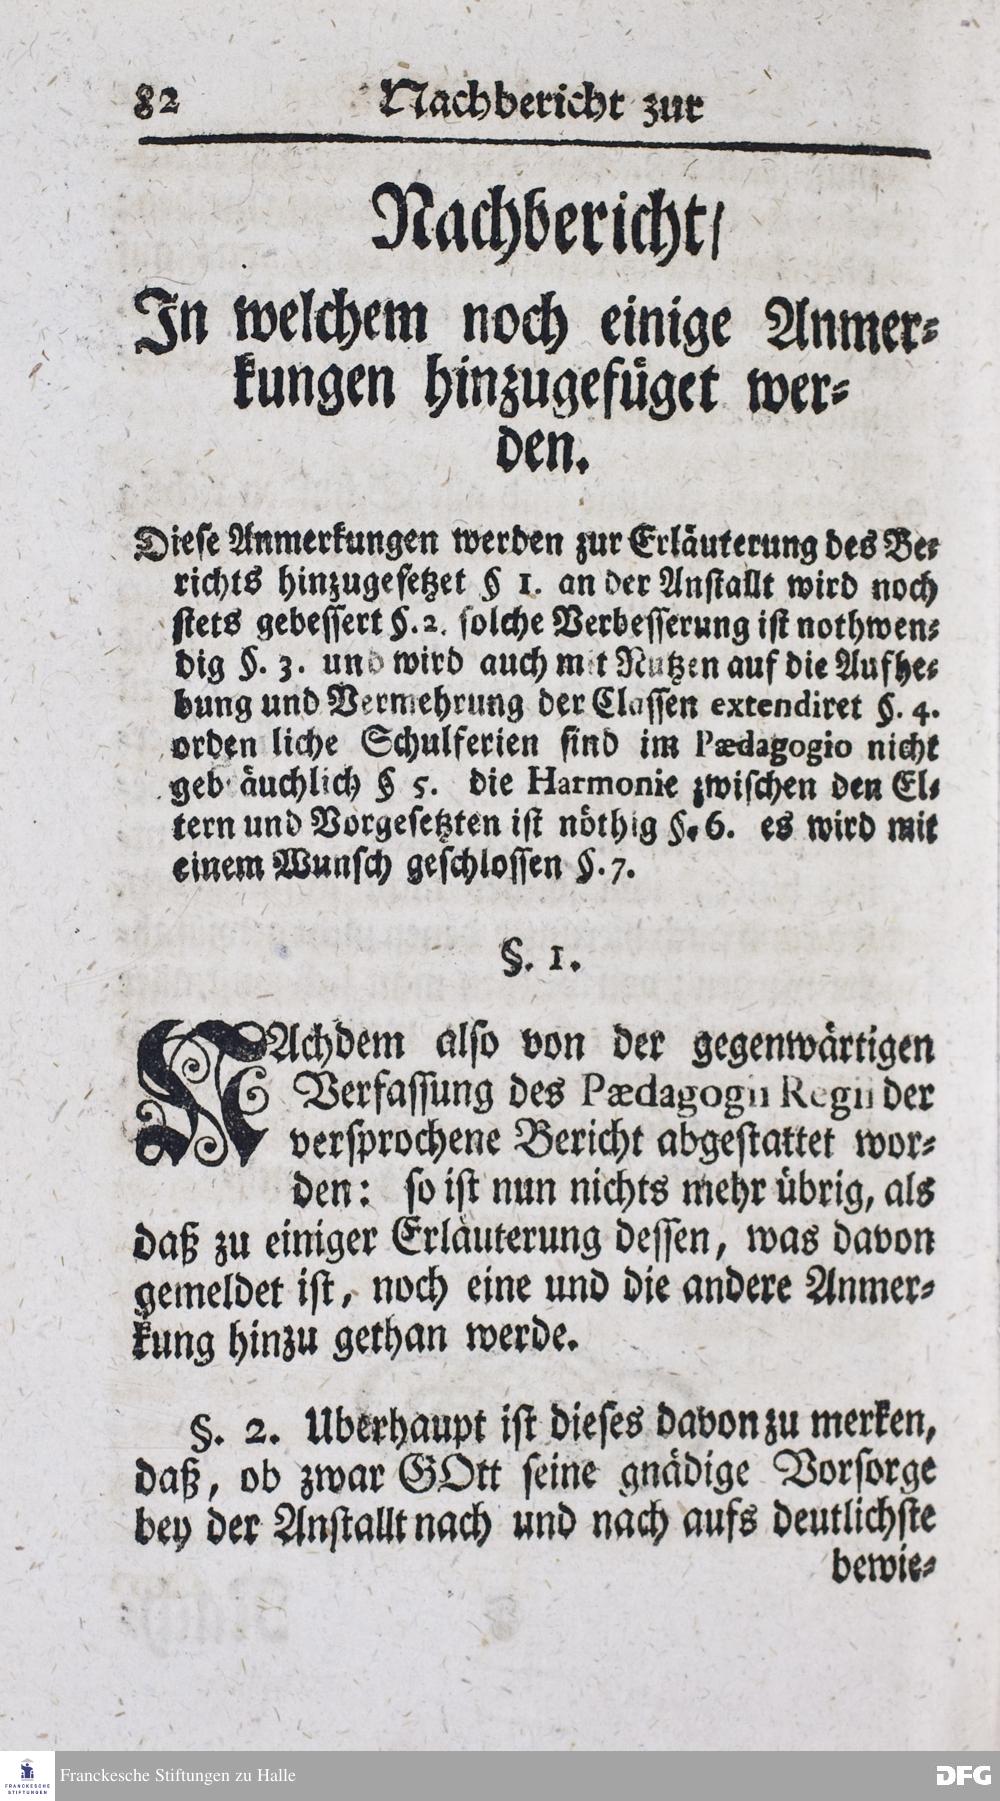 82 Nachbericht zur
Nachbericht/
In welchem noch einige Anmer-
kungen hinzugefüget wer-
den.
Diese Anmerkungen werden zur Erläuterung des Be-
richts hinzugesetzet § 1. an der Anstallt wird noch
stets gebessert §. 2. solche Verbesserung ist nothwen-
dig §. 3. und wird auch mit Nutzen auf die Aufhe-
bung und Vermehrung der Classen extendiret §. 4.
orden liche Schulferien sind im Pædagogio nicht
gebräuchlich § 5. die Harmonie zwischen den El-
tern und Vorgesetzten ist nöthig §. 6. es wird mit
einem Wunsch geschlossen §. 7.
§. 1.
NAchdem also von der gegenwärtigen
Verfassung des Pædagogii Regii der
versprochene Bericht abgestattet wor-
den: so ist nun nichts mehr übrig, als
daß zu einiger Erläuterung dessen, was davon
gemeldet ist, noch eine und die andere Anmer-
kung hinzu gethan werde.
§. 2. Uberhaupt ist dieses davon zu merken,
daß, ob zwar GOtt seine gnädige Vorsorge
bey der Anstallt nach und nach aufs deutlichste
bewie-
FRANCKESCHE
STIFTUNGEN
Franckesche Stiftungen zu Halle
DFG